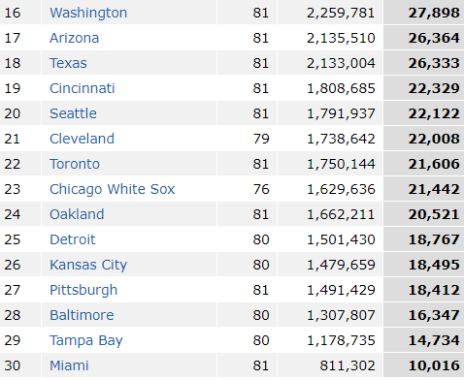 16 Washington 81 2,259,781 27,898
17 Arizona 81 2,135,510 26,364
18 Texas 81 2,133,004 26,333
19 Cincinnati 81 1,808,685 22,329
20 Seattle 81 1,791,937 22,122
21 Cleveland 79 1,738,642 22,008
22 Toronto 81 1,750,144 21,606
23 Chicago White Sox 76 1,629,636 21,442
24 Oakland 81 1,662,211 20,521
25 Detroit 80 1,501,430 18,767
26 Kansas City 80 1,479,659 18,495
27 Pittsburgh 81 1,491,429 18,412
28 Baltimore 80 1,307,807 16,347
29 Tampa Bay 80 1,178,735 14,734
30 Miami 81 811,302 10,016